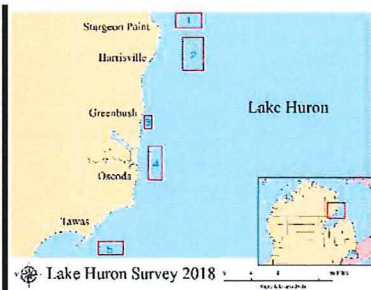 Sturgeon Point
1
Harrisville
2
Greenbush
3
Lake Huron
4
Oscoda
Tawas
5
Lake Huron Survey 2018